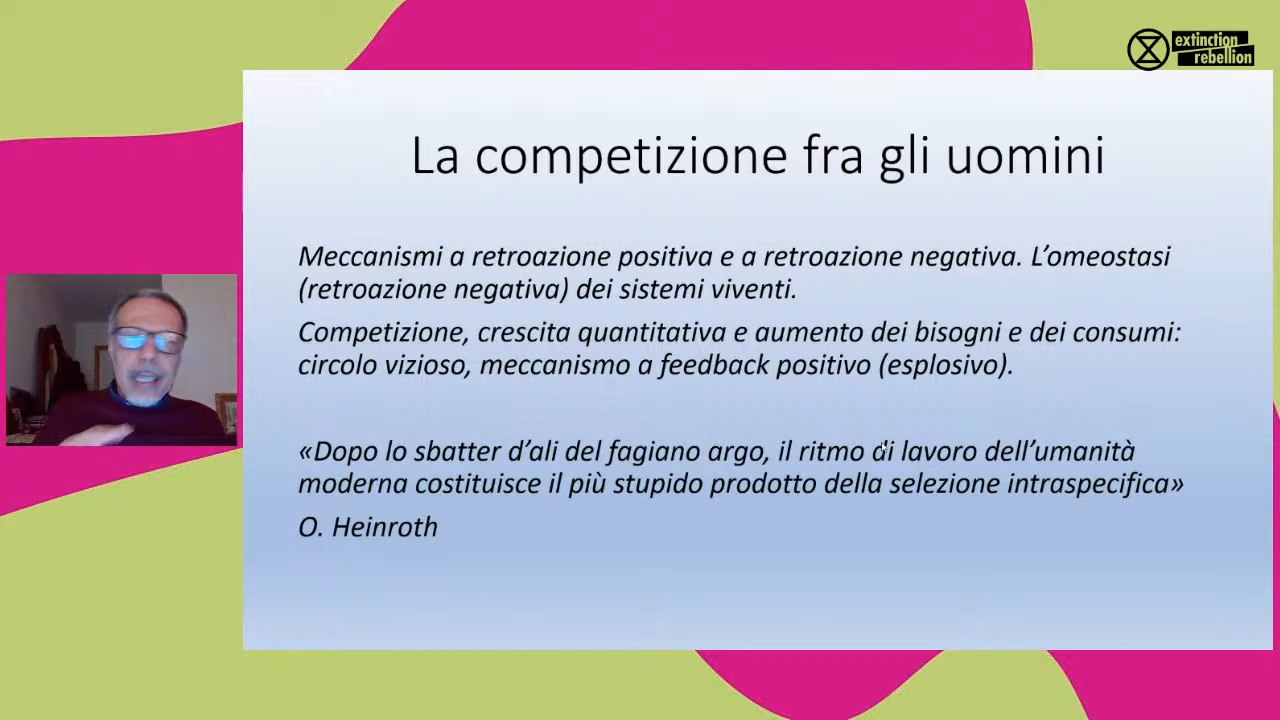 extinction
rebellion
La competizione fra gli uomini
Meccanismi a retroazione positiva e a retroazione negativa. L’omeostasi
(retroazione negativa) dei sistemi viventi.
Competizione, crescita quantitativa e aumento dei bisogni e dei consumi:
circolo vizioso, meccanismo a feedback positivo (esplosivo).
«Dopo lo sbatter d’ali del fagiano argo, il ritmo di lavoro dell’umanità
moderna costituisce il più stupido prodotto della selezione intraspecifica»
O. Heinroth